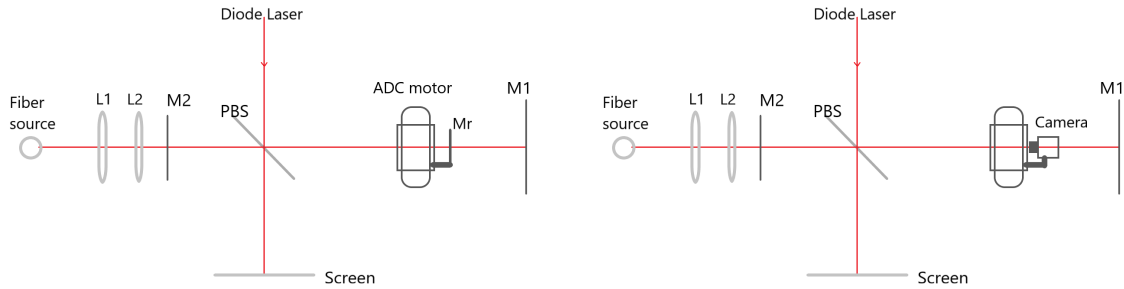 Diode Laser
Fiber
source
L1
L2
M2
PBS
ADC motor
Mr
M1
Screen
Diode Laser
Fiber
source
L1
L2
M2
PBS
Camera
M1
Screen